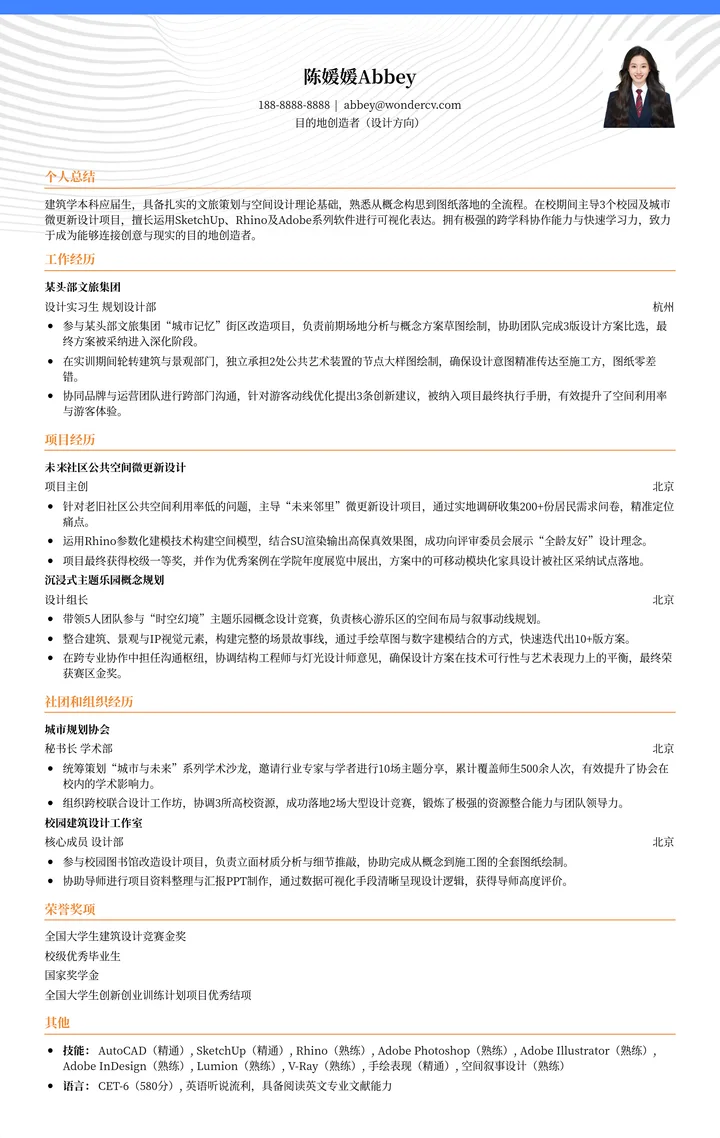 陈媛媛Abbey
188-8888-8888 | abbey@wondercv.com
目的地创造者（设计方向）
个人总结
建筑学本科应届生，具备扎实的文旅策划与空间设计理论基础，熟悉从概念构思到图纸落地的全流程。在校期间主导3个校园及城市
微更新设计项目，擅长运用SketchUp、Rhino及Adobe系列软件进行可视化表达。拥有极强的跨学科协作能力与快速学习力，致力
于成为能够连接创意与现实的目的地创造者。
工作经历
某头部文旅集团
设计实习生 规划设计部 杭州
• 参与某头部文旅集团“城市记忆”街区改造项目，负责前期场地分析与概念方案草图绘制，协助团队完成3版设计方案比选，最
终方案被采纳进入深化阶段。
• 在实训期间轮转建筑与景观部门，独立承担2处公共艺术装置的节点大样图绘制，确保设计意图精准传达至施工方，图纸零差
错。
• 协同品牌与运营团队进行跨部门沟通，针对游客动线优化提出3条创新建议，被纳入项目最终执行手册，有效提升了空间利用率
与游客体验。
项目经历
未来社区公共空间微更新设计
项目主创 北京
• 针对老旧社区公共空间利用率低的问题，主导“未来邻里”微更新设计项目，通过实地调研收集200+份居民需求问卷，精准定位
痛点。
• 运用Rhino参数化建模技术构建空间模型，结合SU渲染输出高保真效果图，成功向评审委员会展示“全龄友好”设计理念。
• 项目最终获得校级一等奖，并作为优秀案例在学院年度展览中展出，方案中的可移动模块化家具设计被社区采纳试点落地。
沉浸式主题乐园概念规划
设计组长 北京
• 带领5人团队参与“时空幻境”主题乐园概念设计竞赛，负责核心游乐区的空间布局与叙事动线规划。
• 整合建筑、景观与IP视觉元素，构建完整的场景故事线，通过手绘草图与数字建模结合的方式，快速迭代出10+版方案。
• 在跨专业协作中担任沟通枢纽，协调结构工程师与灯光设计师意见，确保设计方案在技术可行性与艺术表现力上的平衡，最终荣
获赛区金奖。
社团和组织经历
城市规划协会
秘书长 学术部 北京
• 统筹策划“城市与未来”系列学术沙龙，邀请行业专家与学者进行10场主题分享，累计覆盖师生500余人次，有效提升了协会在
校内的学术影响力。
• 组织跨校联合设计工作坊，协调3所高校资源，成功落地2场大型设计竞赛，锻炼了极强的资源整合能力与团队领导力。
校园建筑设计工作室
核心成员 设计部 北京
• 参与校园图书馆改造设计项目，负责立面材质分析与细节推敲，协助完成从概念到施工图的全套图纸绘制。
• 协助导师进行项目资料整理与汇报PPT制作，通过数据可视化手段清晰呈现设计逻辑，获得导师高度评价。
荣誉奖项
全国大学生建筑设计竞赛金奖
校级优秀毕业生
国家奖学金
全国大学生创新创业训练计划项目优秀结项
其他
• 技能： AutoCAD（精通）, SketchUp（精通）, Rhino（熟练）, Adobe Photoshop（熟练）, Adobe Illustrator（熟练）,
Adobe InDesign（熟练）, Lumion（熟练）, V-Ray（熟练）, 手绘表现（精通）, 空间叙事设计（熟练）
• 语言： CET-6（580分）, 英语听说流利，具备阅读英文专业文献能力